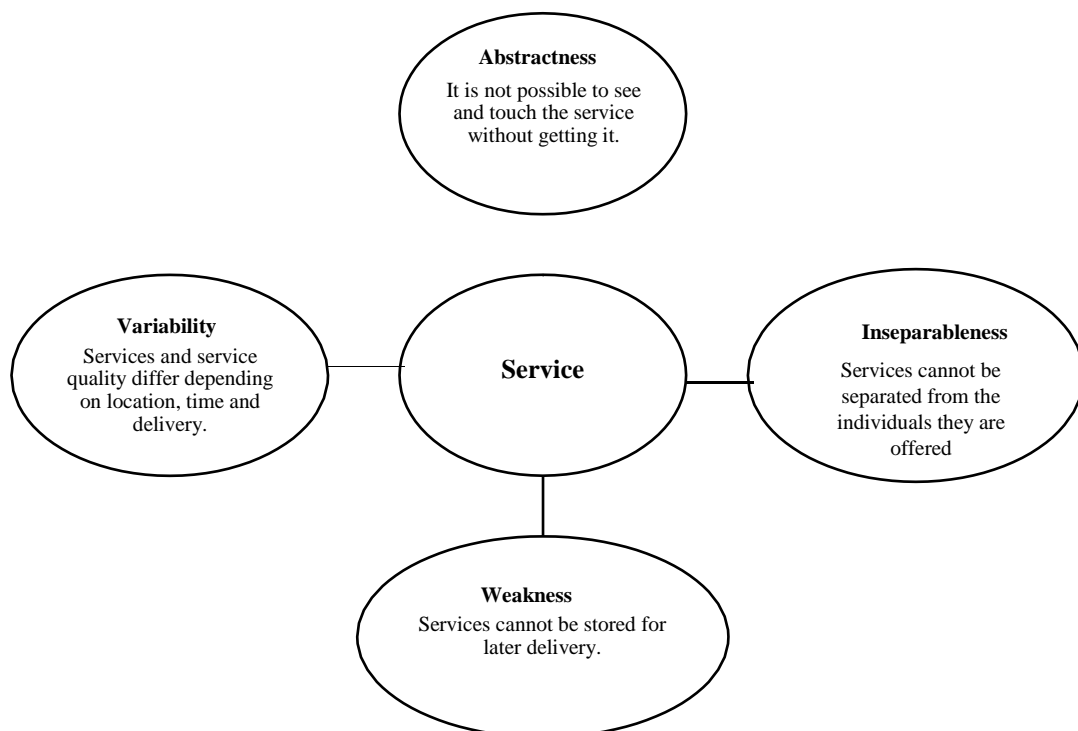 Abstractness
It is not possible to see
and touch the service
without getting it.
Variability
Services and service
quality differ depending
on location, time and
delivery.
Service
Inseparableness
Services cannot be
separated from the
individuals they are
offered
Weakness
Services cannot be stored for
later delivery.